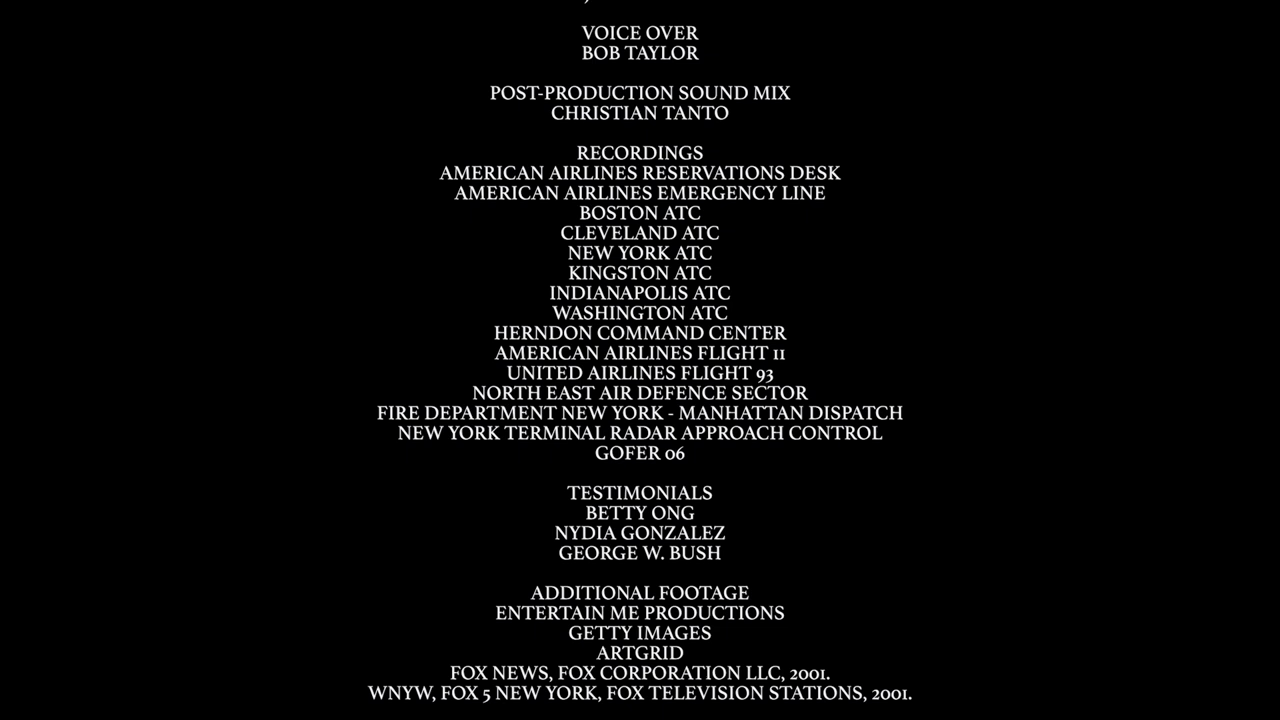 VOICE OVER
BOB TAYLOR
POST-PRODUCTION SOUND MIX
CHRISTIAN TANTO
RECORDINGS
AMERICAN AIRLINES RESERVATIONS DESK
AMERICAN AIRLINES EMERGENCY LINE
BOSTON ATC
CLEVELAND ATC
NEW YORK ATC
KINGSTON ATC
INDIANAPOLIS ATC
WASHINGTON ATC
HERNDON COMMAND CENTER
AMERICAN AIRLINES FLIGHT 11
UNITED AIRLINES FLIGHT 93
NORTH EAST AIR DEFENCE SECTOR
FIRE DEPARTMENT NEW YORK - MANHATTAN DISPATCH
NEW YORK TERMINAL RADAR APPROACH CONTROL
GOFER 06
TESTIMONIALS
BETTY ONG
NYDIA GONZALEZ
GEORGE W. BUSH
ADDITIONAL FOOTAGE
ENTERTAIN ME PRODUCTIONS
GETTY IMAGES
ARTGRID
FOX NEWS, FOX CORPORATION LLC, 2001.
WNYW, FOX 5 NEW YORK, FOX TELEVISION STATIONS, 2001.